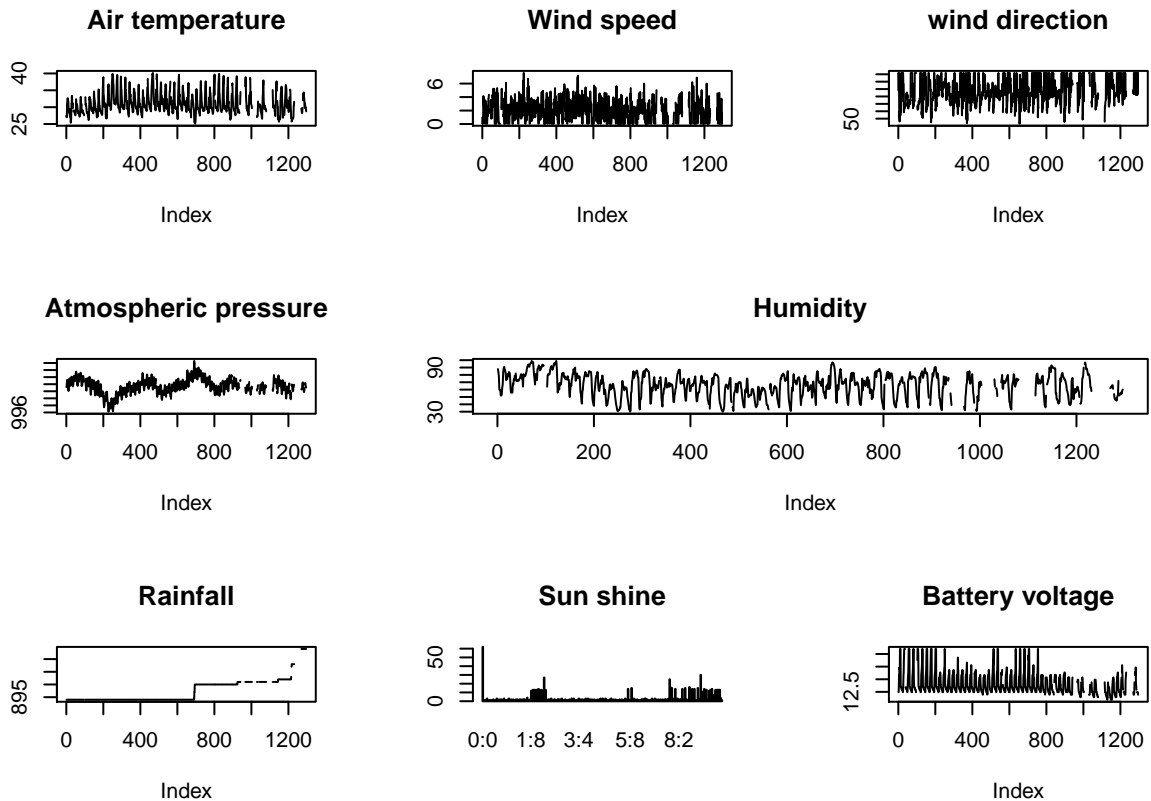 Air temperature
Wind speed
wind direction
40
25
6
0
50
0 400 800 1200
0 400 800 1200
0 400 800 1200
Index
Index
Index
Atmospheric pressure
Humidity
996
90
30
0 400 800 1200
0 200 400 600 800 1000 1200
Index
Index
Rainfall
Sun shine
Battery voltage
895
50
0
12.5
0 400 800 1200
0:0 1:8 3:4 5:8 8:2
0 400 800 1200
Index
Index